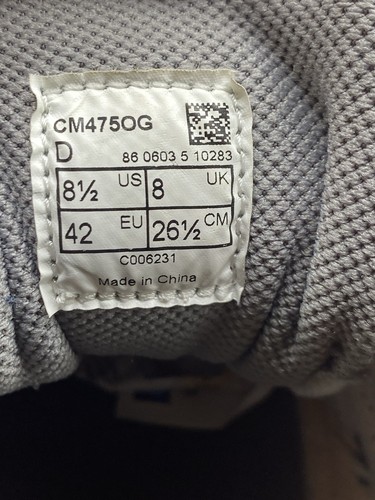 CM475OG
D
86 0603 5 10283
8½ US 8 UK
42 EU 26½ CM
C006231
Made in China